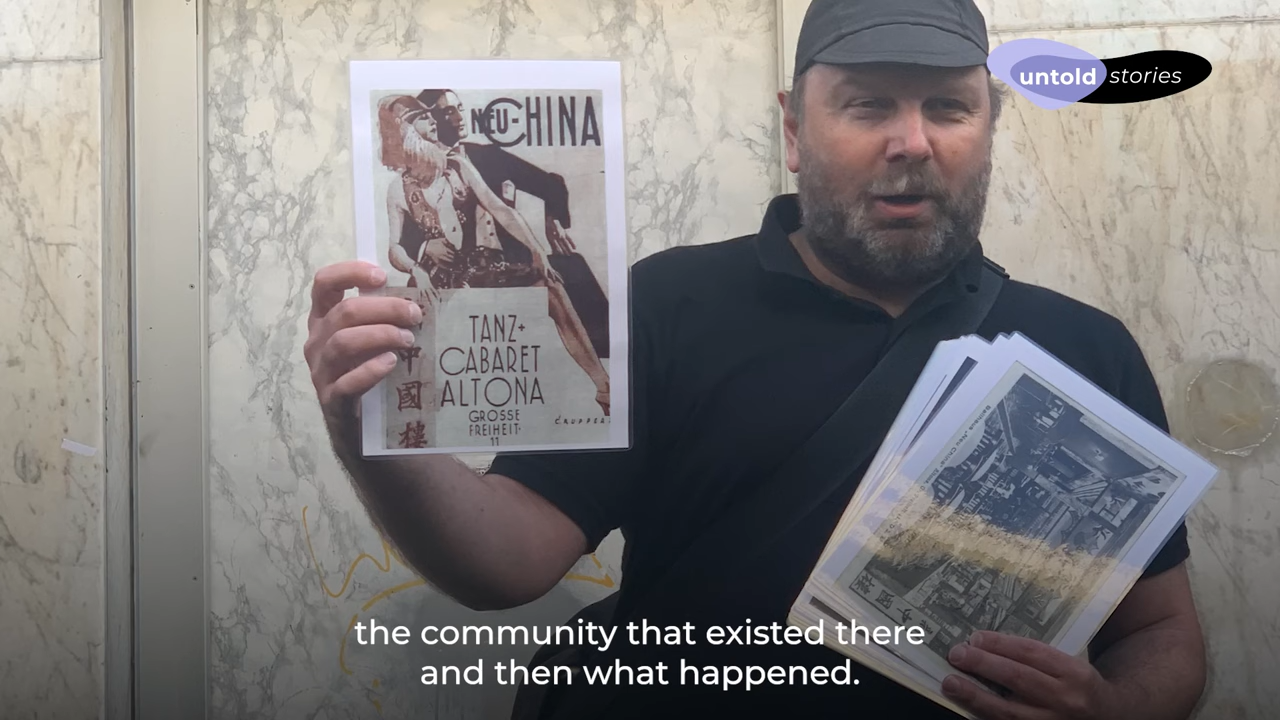 untold stories
NEU-CHINA
TANZ+
CABARET
ALTONA
GROSSE
FREIHEIT·
11
中
國
樓
the community that existed there
and then what happened.